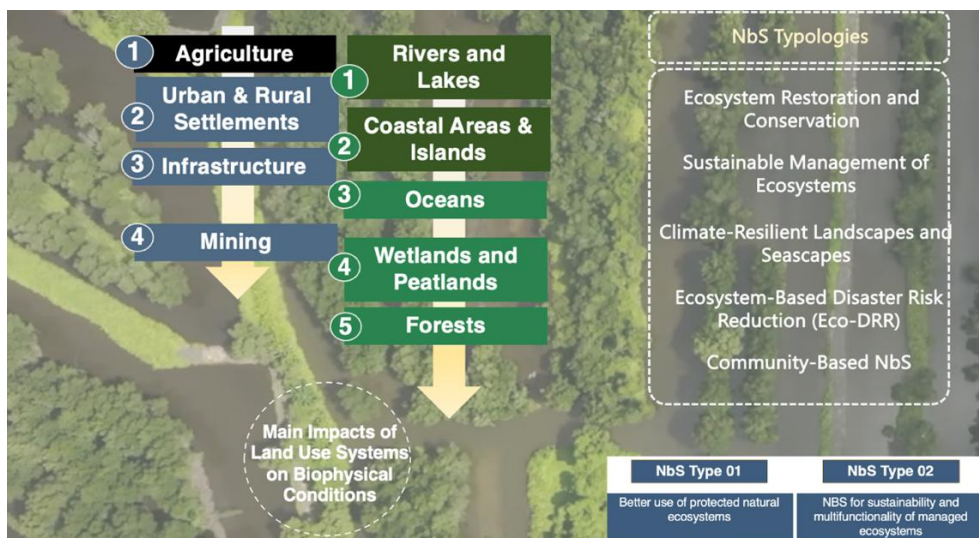 1 Agriculture
2 Urban & Rural
Settlements
3 Infrastructure
4 Mining
1 Rivers and
Lakes
2 Coastal Areas &
Islands
3 Oceans
4 Wetlands and
Peatlands
5 Forests
Main Impacts of
Land Use Systems
on Biophysical
Conditions
NbS Typologies
Ecosystem Restoration and
Conservation
Sustainable Management of
Ecosystems
Climate-Resilient Landscapes and
Seascapes
Ecosystem-Based Disaster Risk
Reduction (Eco-DRR)
Community-Based NbS
NbS Type 01
Better use of protected natural
ecosystems
NbS Type 02
NBS for sustainability and
multifunctionality of managed
ecosystems